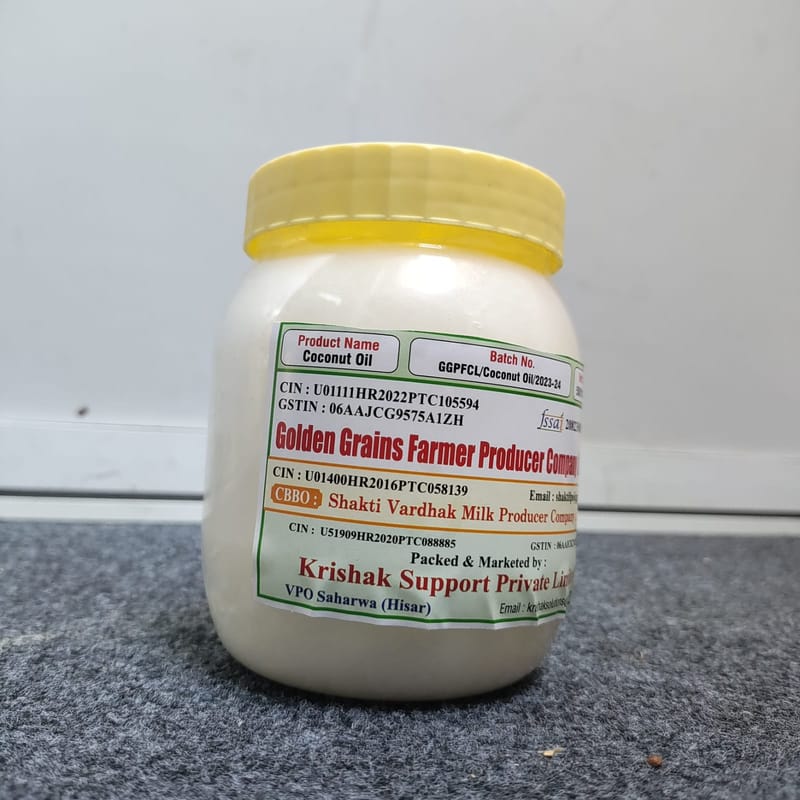 Product Name
Coconut Oil
Batch No.
GGPFCL/Coconut Oil/2023-24
CIN : U01111HR2022PTC105594
GSTIN : 06AAJCG9575A1ZH
fssai
Golden Grains Farmer Producer Company
CIN : U01400HR2016PTC058139
Email :
CBBO : Shakti Vardhak Milk Producer Company
CIN : U51909HR2020PTC088885
GSTIN :
Packed & Marketed by :
Krishak Support Private
VPO Saharwa (Hisar)
Email :